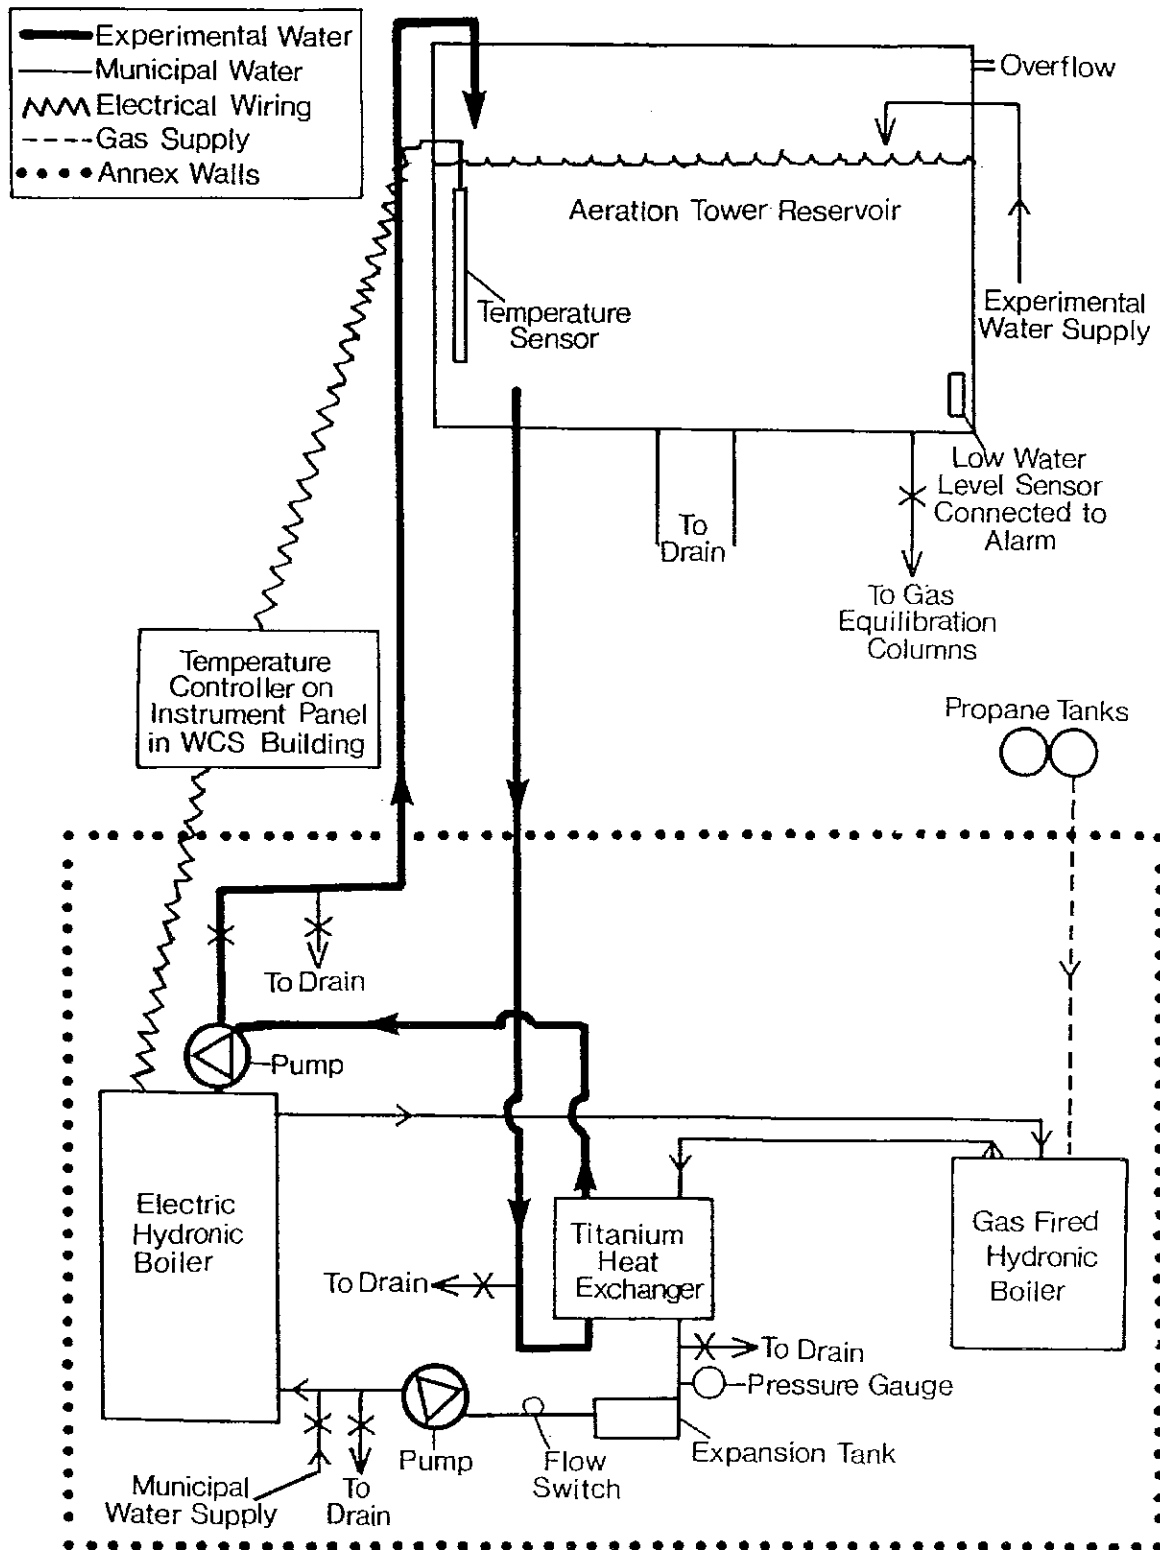 Experimental Water
Municipal Water
Electrical Wiring
Gas Supply
Annex Walls
Overflow
Aeration Tower Reservoir
Temperature
Sensor
Experimental
Water Supply
Low Water
Level Sensor
Connected to
Alarm
To
Drain
To Gas
Equilibration
Columns
Temperature
Controller on
Instrument Panel
in WCS Building
Propane Tanks
To Drain
Pump
Electric
Hydronic
Boiler
Titanium
Heat
Exchanger
Gas Fired
Hydronic
Boiler
To Drain
To Drain
Pressure Gauge
Expansion Tank
Pump
Flow
Switch
Municipal
Water Supply
To
Drain